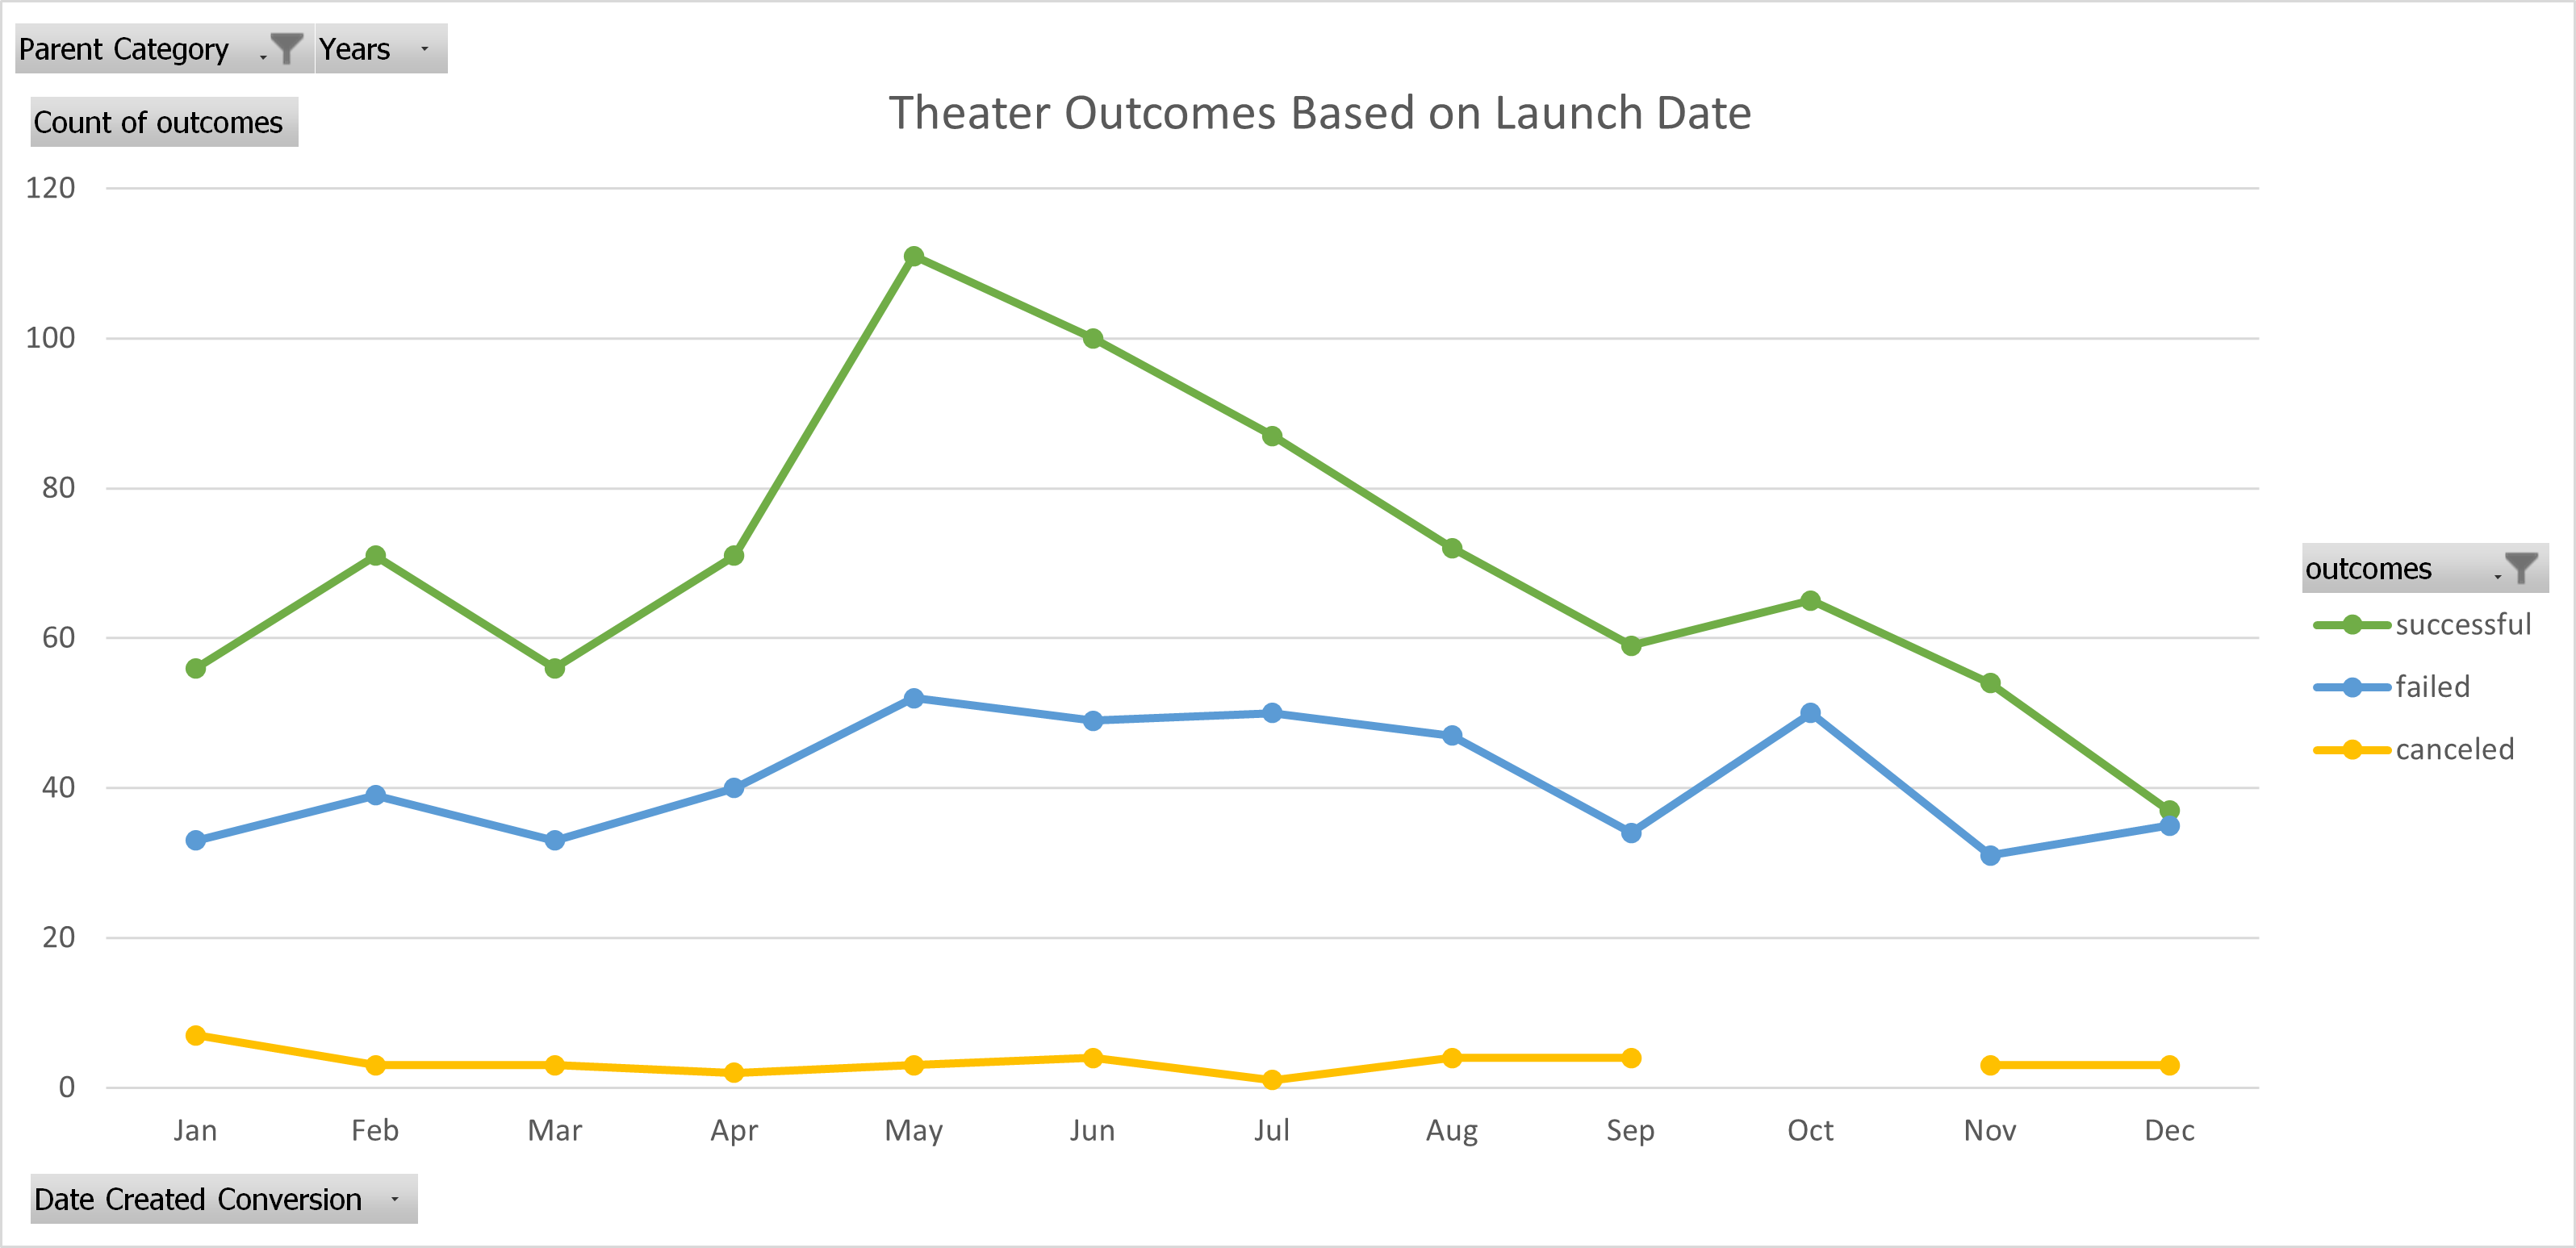 Parent Category Years
Count of outcomes
Theater Outcomes Based on Launch Date
120
100
80
60
40
20
0
Jan Feb Mar Apr May Jun Jul Aug Sep Oct Nov Dec
outcomes
successful
failed
canceled
Date Created Conversion